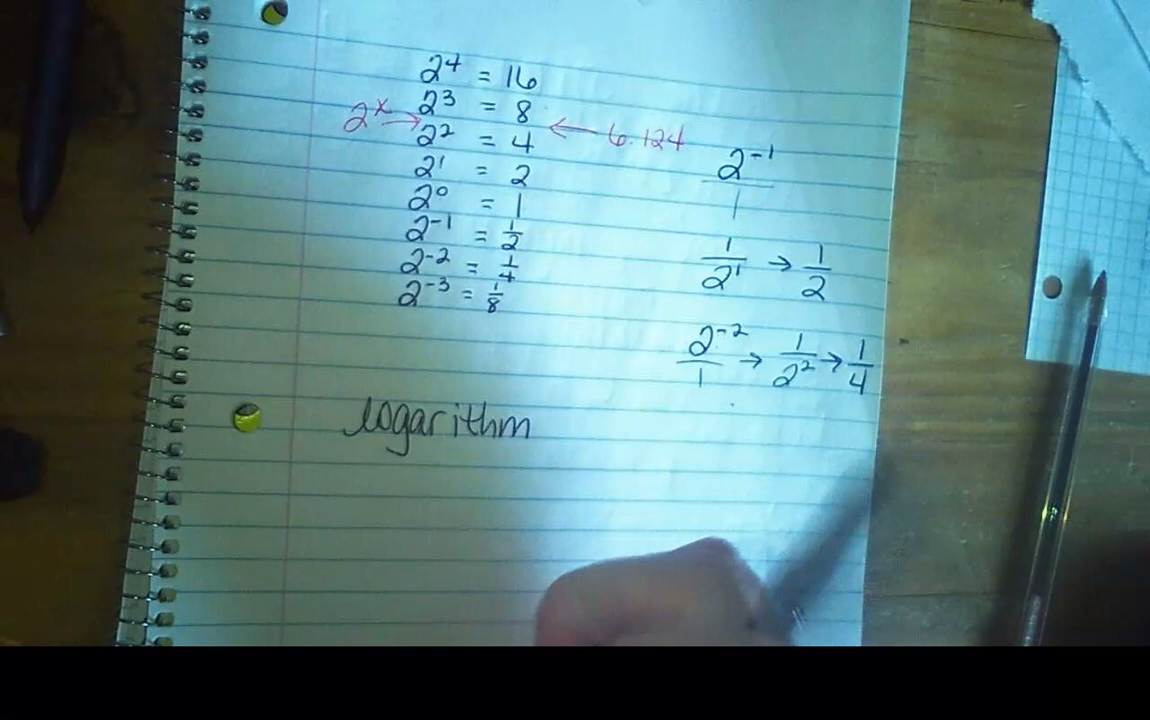 2⁴ = 16
2³ = 8
2ˣ → ← 6.124
2² = 4
2¹ = 2
2⁰ = 1
2⁻¹ = 1/2
2⁻² = 1/4
2⁻³ = 1/8
2⁻¹/1
1/2¹ → 1/2
2⁻²/1 → 1/2² → 1/4
logarithm